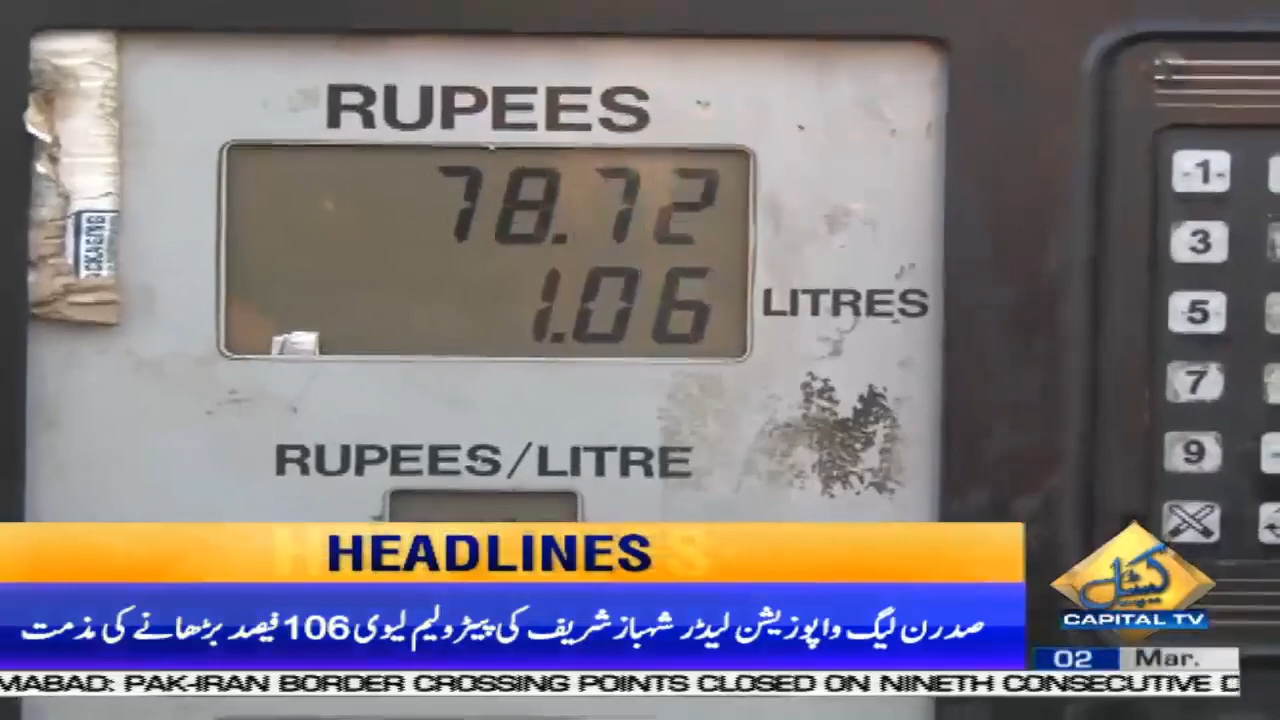 RUPEES
78.72
1.06 LITRES
RUPEES/LITRE
-1-
3
-5-
7
9
HEADLINES
صدر ن لیگ و اپوزیشن لیڈر شہباز شریف کی پیٹرولیم لیوی 106 فیصد بڑھانے کی مذمت
کیپیٹل
CAPITAL TV
02 Mar.
MABAD: PAK-IRAN BORDER CROSSING POINTS CLOSED ON NINETH CONSECUTIVE D